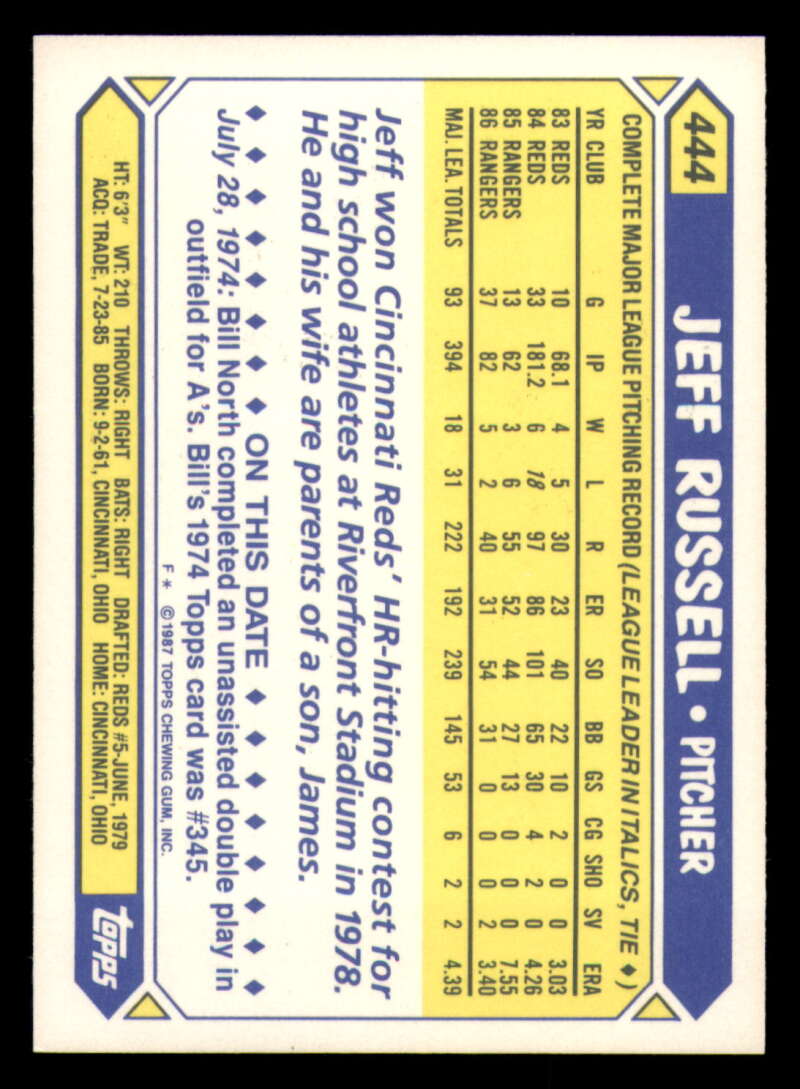 444
JEFF RUSSELL • PITCHER
COMPLETE MAJOR LEAGUE PITCHING RECORD (LEAGUE LEADER IN ITALICS, TIE ♦)
YR CLUB G IP W L R ER SO BB GS CG SHO SV ERA
83 REDS 10 68.1 4 5 30 23 40 22 10 2 0 0 3.03
84 REDS 33 181.2 6 18 97 86 101 65 30 4 2 0 4.26
85 RANGERS 13 62 3 6 55 52 44 27 13 0 0 0 7.55
86 RANGERS 37 82 5 2 40 31 54 31 0 0 0 2 3.40
MAJ. LEA. TOTALS 93 394 18 31 222 192 239 145 53 6 2 2 4.39
Jeff won Cincinnati Reds' HR-hitting contest for
high school athletes at Riverfront Stadium in 1978.
He and his wife are parents of a son, James.
♦ ♦ ♦ ♦ ♦ ♦ ♦ ON THIS DATE ♦ ♦ ♦ ♦ ♦ ♦ ♦ ♦
July 28, 1974: Bill North completed an unassisted double play in
outfield for A's. Bill's 1974 Topps card was #345.
F* ©1987 TOPPS CHEWING GUM, INC.
HT: 6'3" WT: 210 THROWS: RIGHT BATS: RIGHT DRAFTED: REDS #5-JUNE, 1979
ACQ: TRADE, 7-23-85 BORN: 9-2-61, CINCINNATI, OHIO HOME: CINCINNATI, OHIO
topps